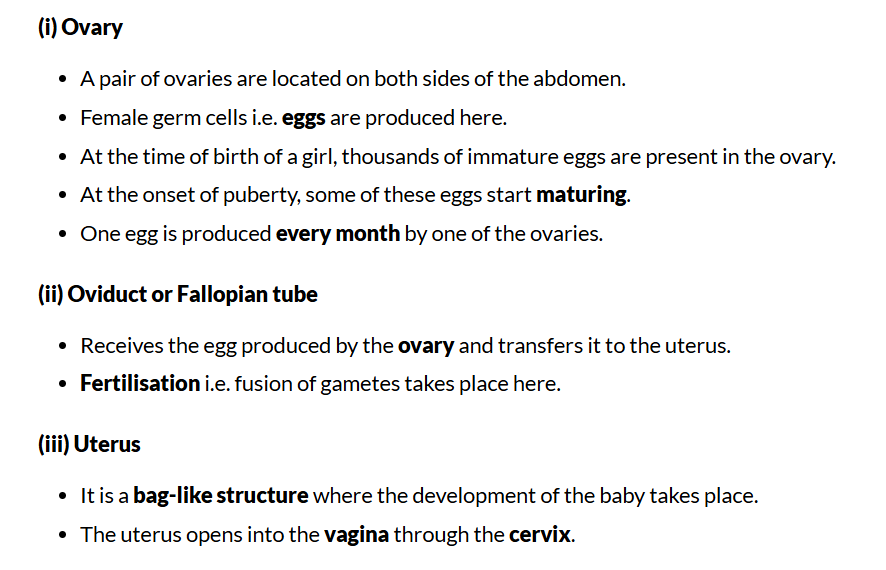 (i) Ovary
• A pair of ovaries are located on both sides of the abdomen.
• Female germ cells i.e. eggs are produced here.
• At the time of birth of a girl, thousands of immature eggs are present in the ovary.
• At the onset of puberty, some of these eggs start maturing.
• One egg is produced every month by one of the ovaries.
(ii) Oviduct or Fallopian tube
• Receives the egg produced by the ovary and transfers it to the uterus.
• Fertilisation i.e. fusion of gametes takes place here.
(iii) Uterus
• It is a bag-like structure where the development of the baby takes place.
• The uterus opens into the vagina through the cervix.